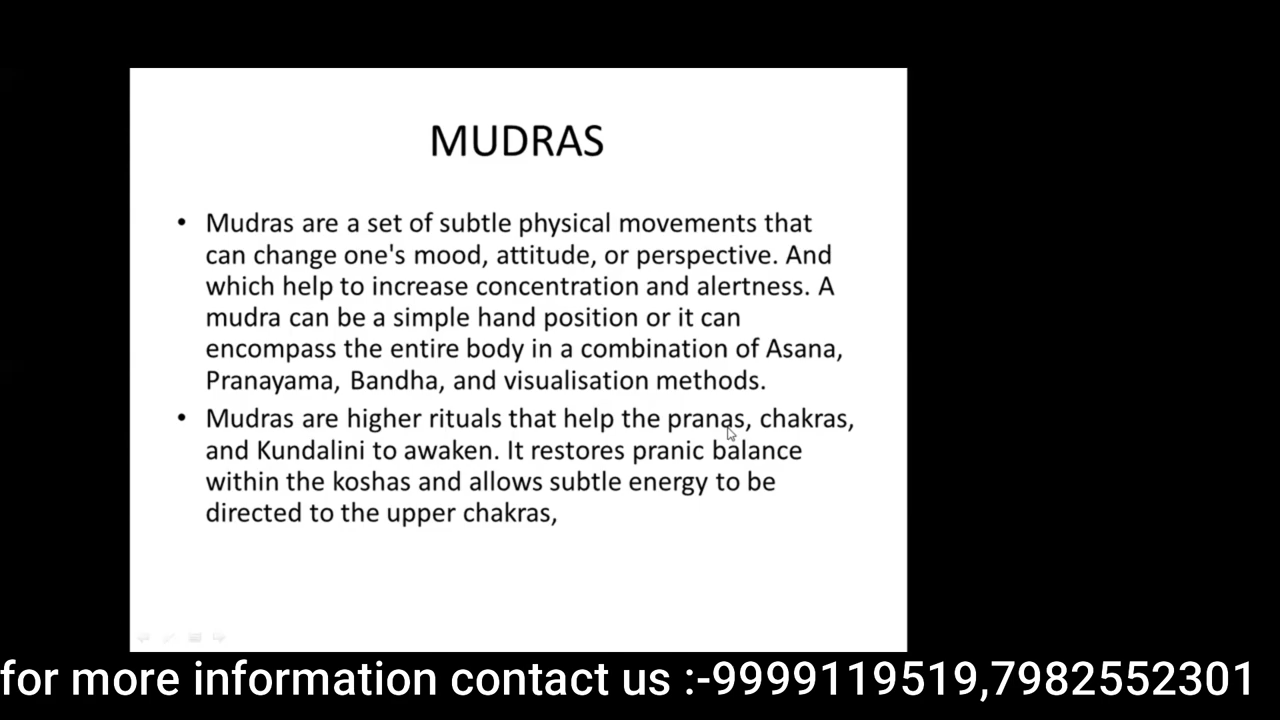 MUDRAS
• Mudras are a set of subtle physical movements that
can change one's mood, attitude, or perspective. And
which help to increase concentration and alertness. A
mudra can be a simple hand position or it can
encompass the entire body in a combination of Asana,
Pranayama, Bandha, and visualisation methods.
• Mudras are higher rituals that help the pranas, chakras,
and Kundalini to awaken. It restores pranic balance
within the koshas and allows subtle energy to be
directed to the upper chakras,
for more information contact us :-9999119519,7982552301